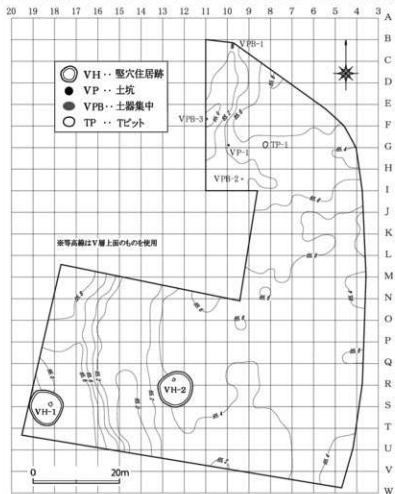 20 19 18 17 16 15 14 13 12 11 10 9 8 7 6 5 4 3
A
B
C
D
E
F
G
H
I
J
K
L
M
N
O
P
Q
R
S
T
U
V
W
VPB-1
VH‥竪穴住居跡
VP‥土坑
VPB‥土器集中
TP‥Tピット
VPB-3
VP-1
TP-1
VPB-2
※等高線はV層上面のものを使用
VH-2
VH-1
0 20m